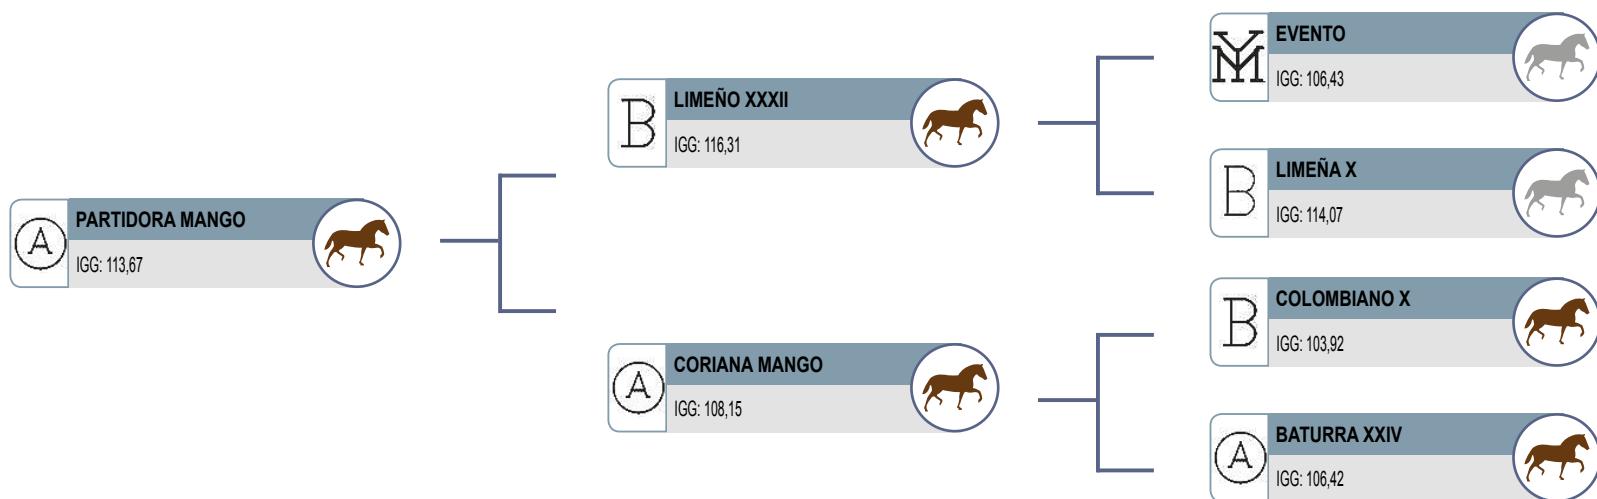 A
PARTIDORA MANGO
IGG: 113,67
B
LIMEÑO XXXII
IGG: 116,31
A
CORIANA MANGO
IGG: 108,15
YM
EVENTO
IGG: 106,43
B
LIMEÑA X
IGG: 114,07
B
COLOMBIANO X
IGG: 103,92
A
BATURRA XXIV
IGG: 106,42